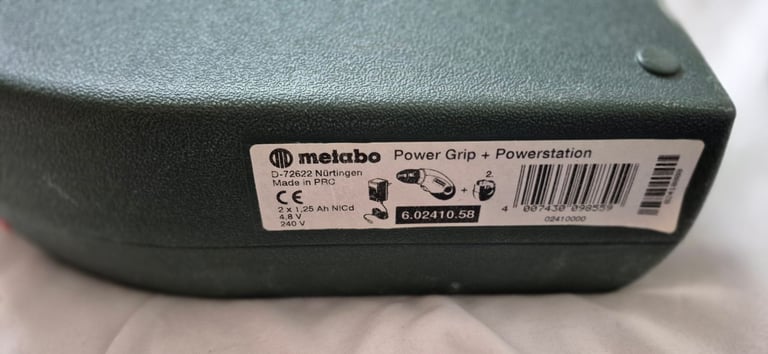 metabo Power Grip + Powerstation
D-72622 Nürtingen
Made in PRC
CE
2 x 1,25 Ah NiCd
4,8 V
240 V
+ 2.
6.02410.58
4 007430 098559
02410000